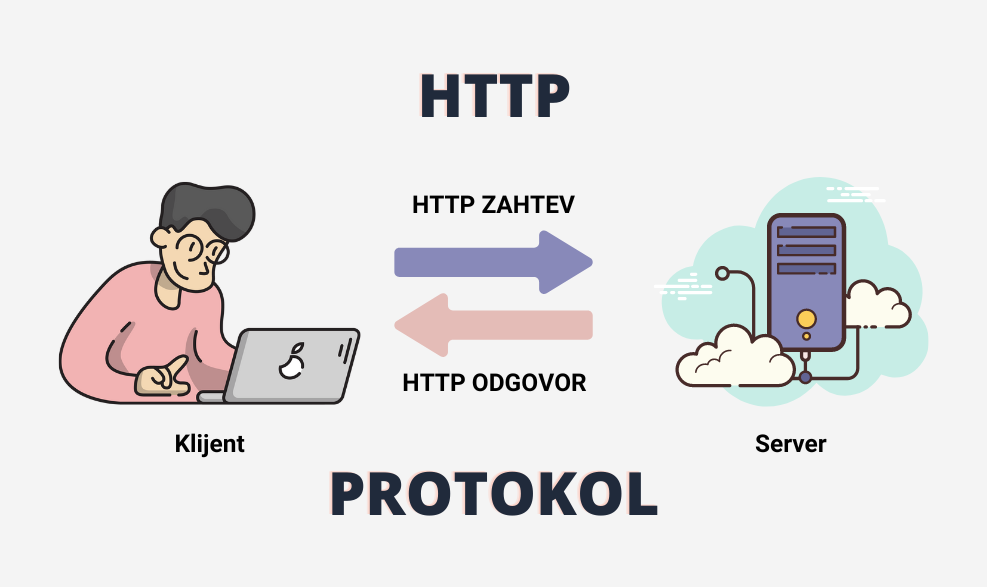 HTTP
HTTP ZAHTEV
HTTP ODGOVOR
Klijent
Server
PROTOKOL